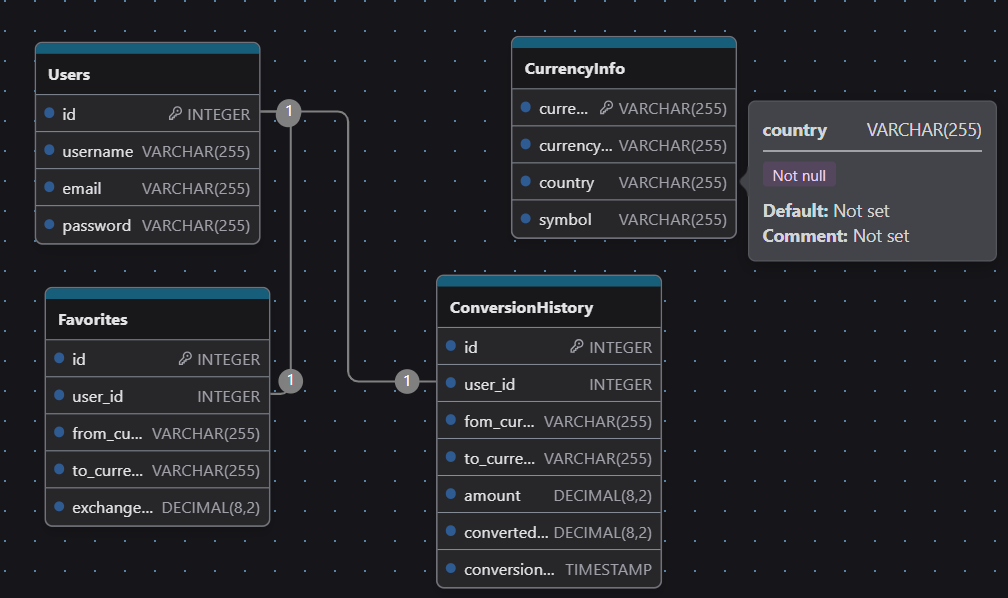 Users
id INTEGER
username VARCHAR(255)
email VARCHAR(255)
password VARCHAR(255)
1
CurrencyInfo
curre... VARCHAR(255)
currency... VARCHAR(255)
country VARCHAR(255)
symbol VARCHAR(255)
country VARCHAR(255)
Not null
Default: Not set
Comment: Not set
Favorites
id INTEGER
user_id INTEGER
from_cu... VARCHAR(255)
to_curre... VARCHAR(255)
exchange... DECIMAL(8,2)
1
1
ConversionHistory
id INTEGER
user_id INTEGER
fom_cur... VARCHAR(255)
to_curre... VARCHAR(255)
amount DECIMAL(8,2)
converted... DECIMAL(8,2)
conversion... TIMESTAMP